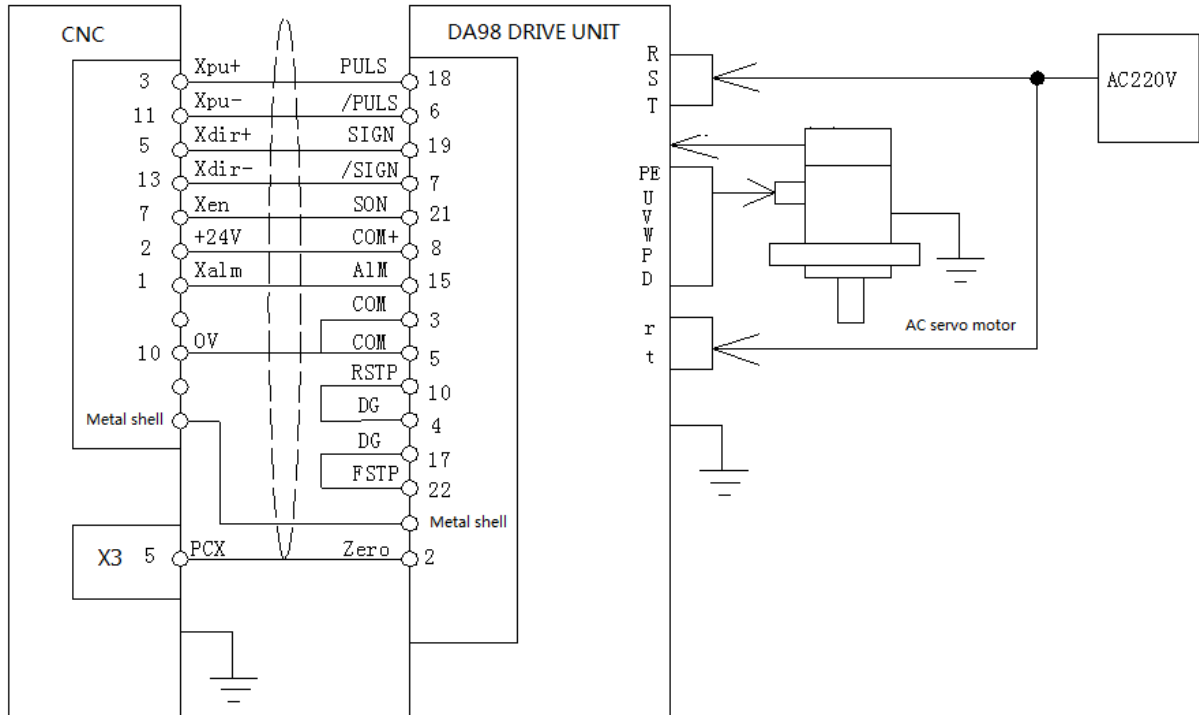 CNC
DA98 DRIVE UNIT
3 Xpu+ PULS 18
11 Xpu- /PULS 6
5 Xdir+ SIGN 19
13 Xdir- /SIGN 7
7 Xen SON 21
2 +24V COM+ 8
1 Xalm AlM 15
COM 3
10 0V COM 5
RSTP 10
DG 4
DG 17
FSTP 22
Metal shell
Metal shell
X3 5 PCX Zero 2
R
S
T
PE
U
V
W
P
D
r
t
AC220V
AC servo motor